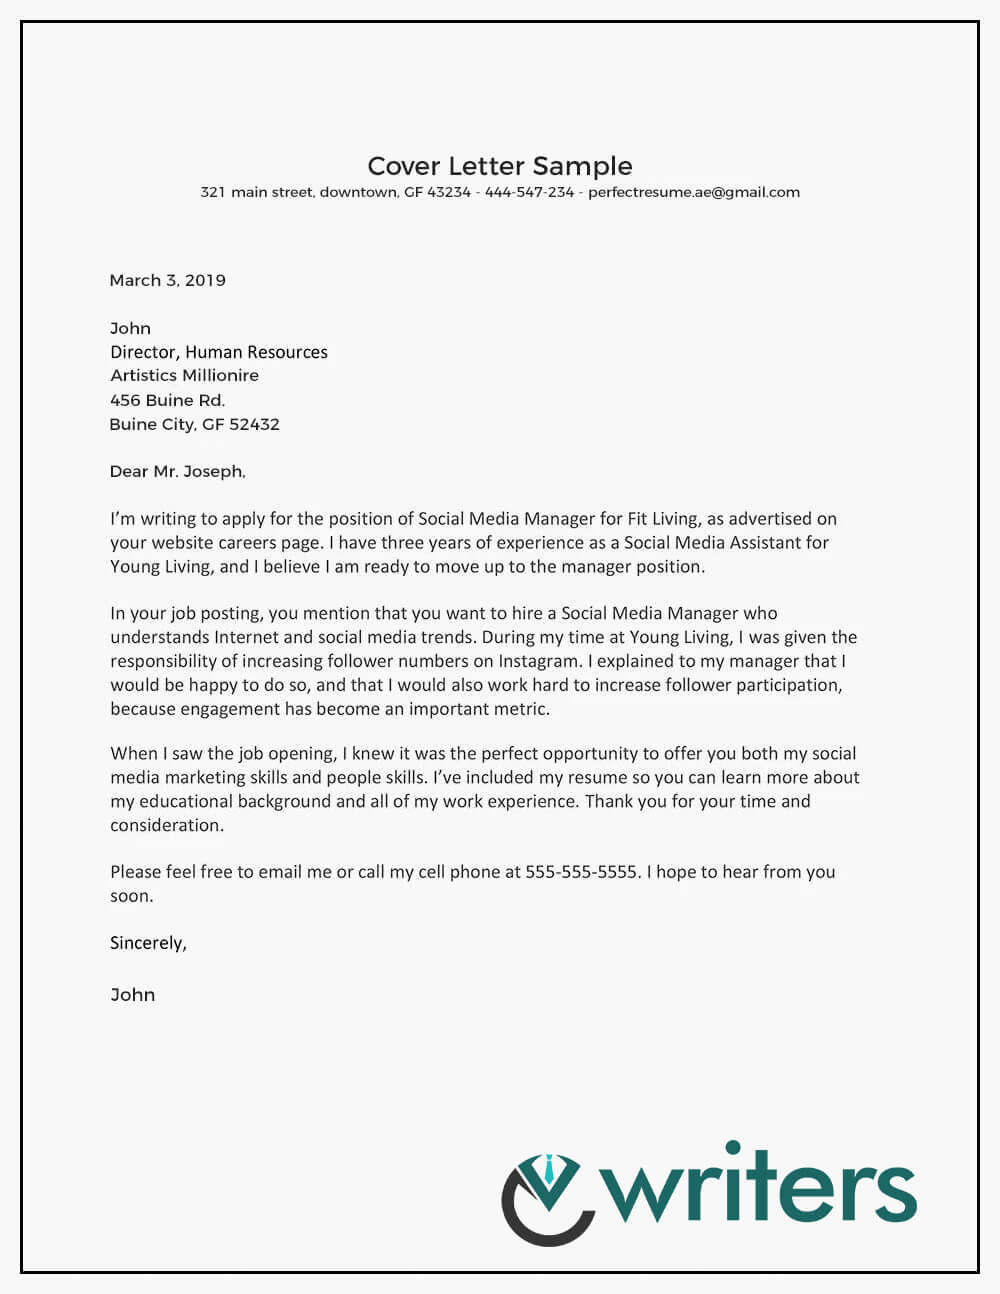 Cover Letter Sample
321 main street, downtown, GF 43234 - 444-547-234 - perfectresume.ae@gmail.com
March 3, 2019
John
Director, Human Resources
Artistics Millionire
456 Buine Rd.
Buine City, GF 52432
Dear Mr. Joseph,
I’m writing to apply for the position of Social Media Manager for Fit Living, as advertised on
your website careers page. I have three years of experience as a Social Media Assistant for
Young Living, and I believe I am ready to move up to the manager position.
In your job posting, you mention that you want to hire a Social Media Manager who
understands Internet and social media trends. During my time at Young Living, I was given the
responsibility of increasing follower numbers on Instagram. I explained to my manager that I
would be happy to do so, and that I would also work hard to increase follower participation,
because engagement has become an important metric.
When I saw the job opening, I knew it was the perfect opportunity to offer you both my social
media marketing skills and people skills. I’ve included my resume so you can learn more about
my educational background and all of my work experience. Thank you for your time and
consideration.
Please feel free to email me or call my cell phone at 555-555-5555. I hope to hear from you
soon.
Sincerely,
John
cv writers